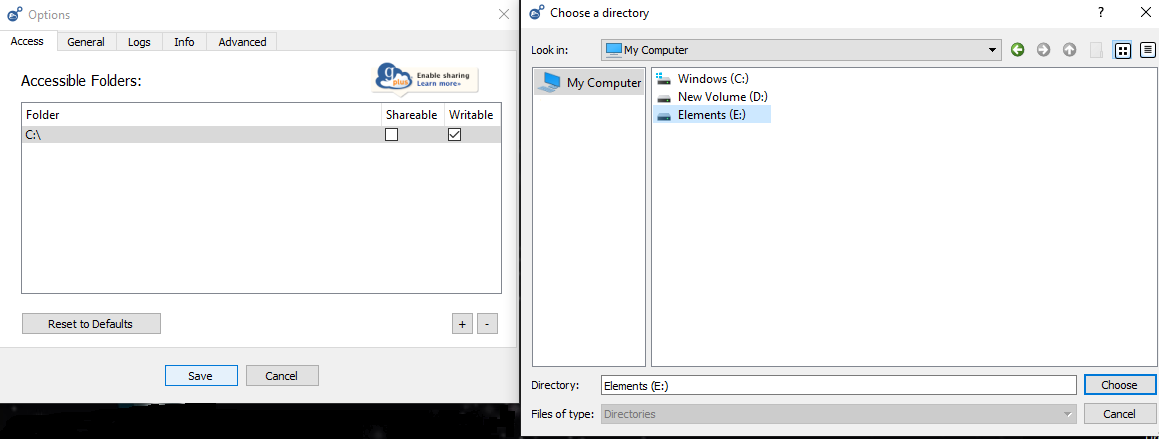 Options
Access General Logs Info Advanced
Accessible Folders:
g
plus
Enable sharing
Learn more»
Folder Shareable Writable
C:\
Reset to Defaults + -
Save Cancel
Choose a directory ?
Look in: My Computer
My Computer
Windows (C:)
New Volume (D:)
Elements (E:)
Directory: Elements (E:) Choose
Files of type: Directories Cancel